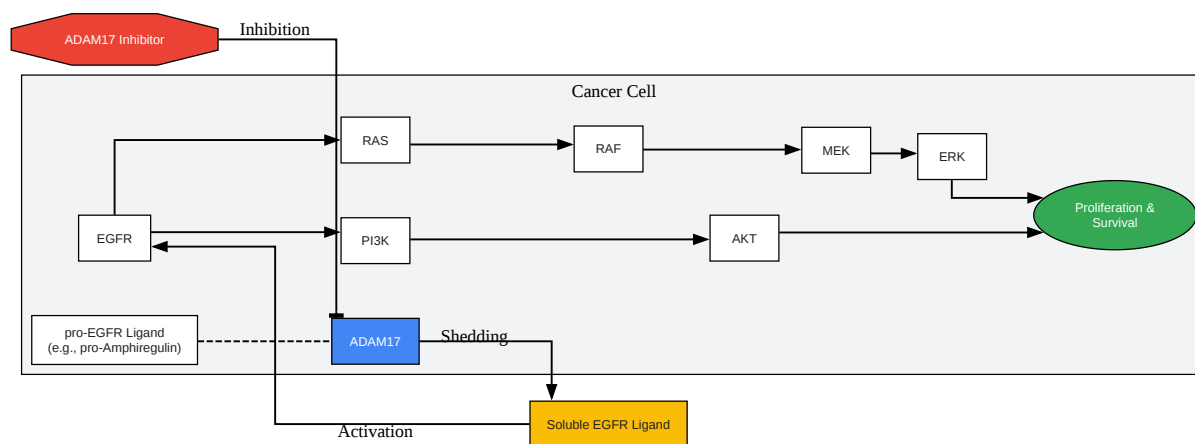 Inhibition
ADAM17 Inhibitor
Cancer Cell
RAS
RAF
MEK
ERK
EGFR
PI3K
AKT
Proliferation &
Survival
pro-EGFR Ligand
(e.g., pro-Amphiregulin)
ADAM17
Shedding
Soluble EGFR Ligand
Activation